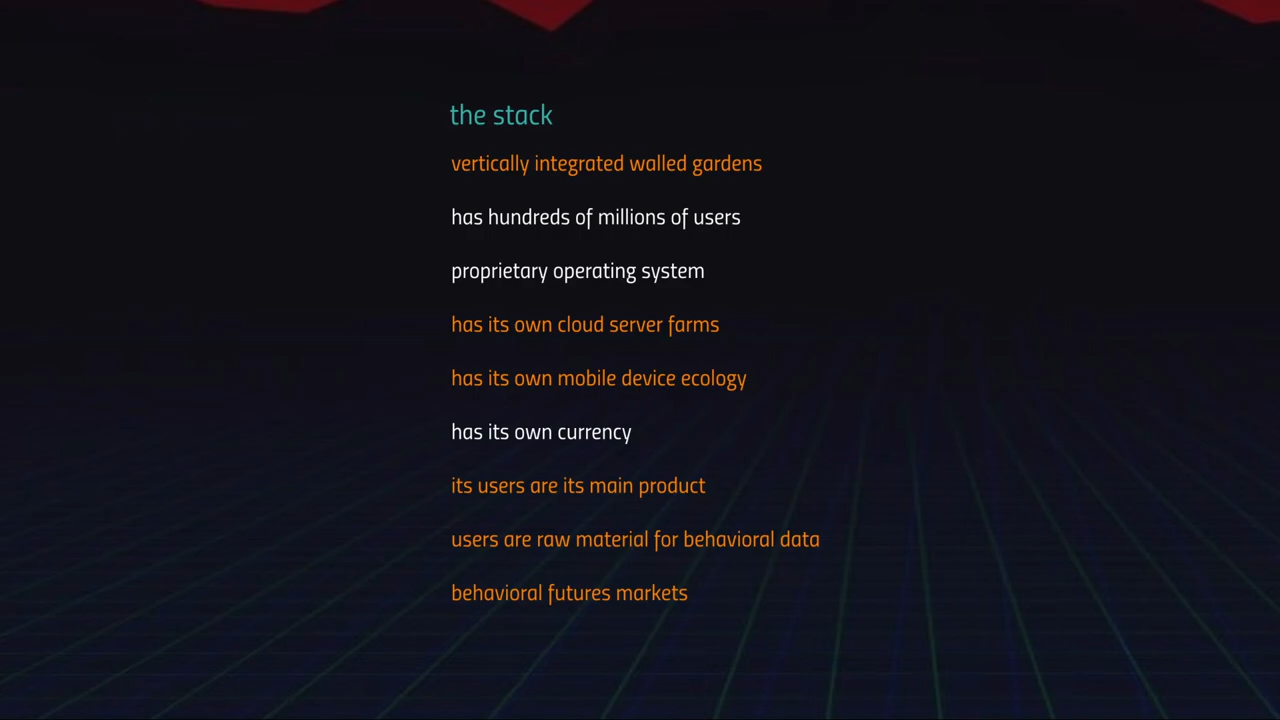 the stack
vertically integrated walled gardens
has hundreds of millions of users
proprietary operating system
has its own cloud server farms
has its own mobile device ecology
has its own currency
its users are its main product
users are raw material for behavioral data
behavioral futures markets